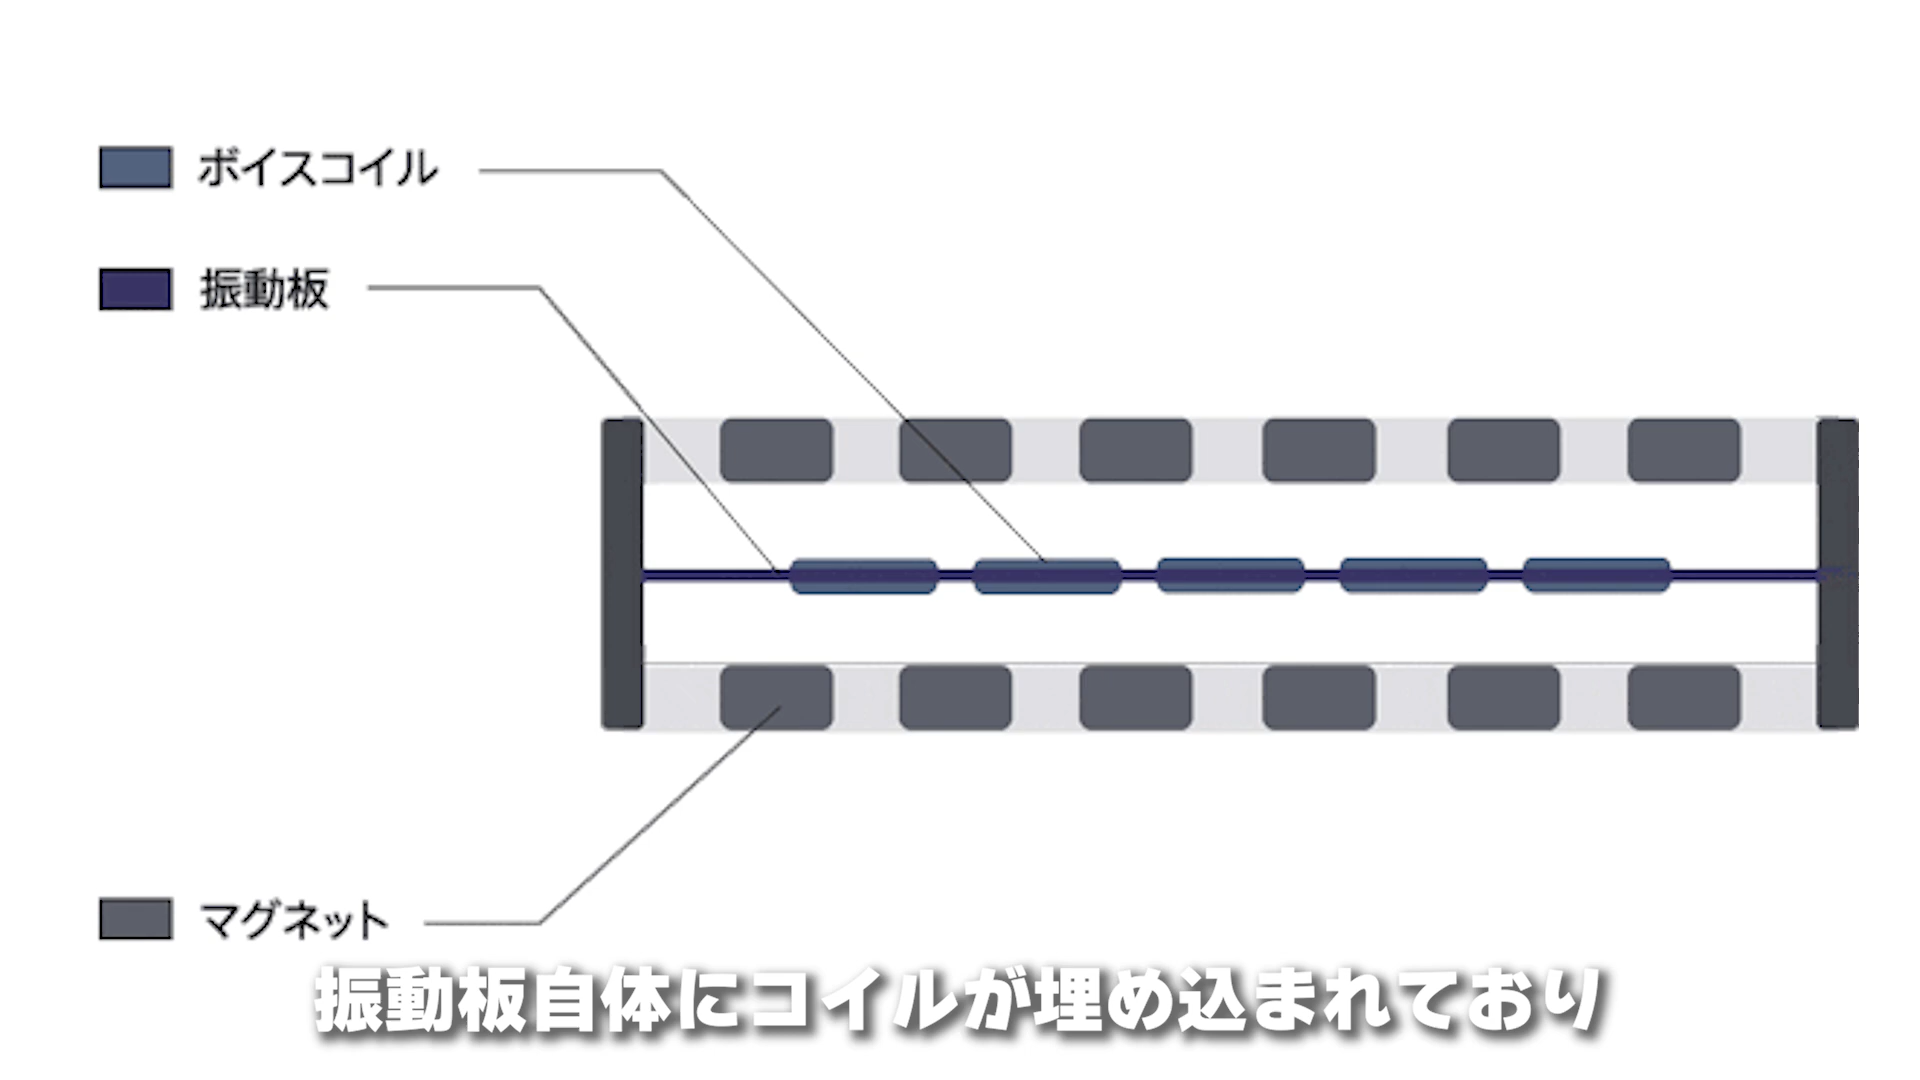 ボイスコイル
振動板
マグネット
振動板自体にコイルが埋め込まれており